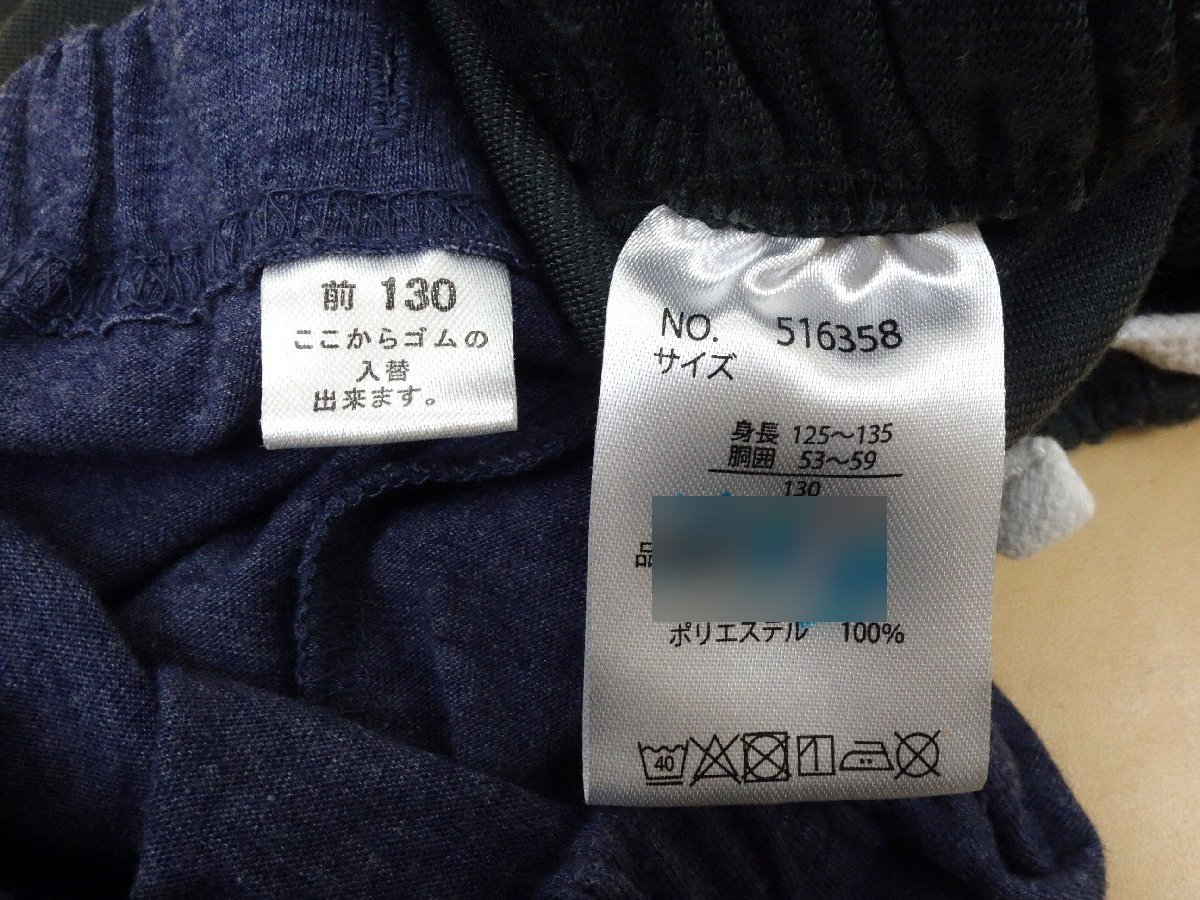 前 130
ここからゴムの
入替
出来ます。
NO. 516358
サイズ
身長 125～135
胴囲 53～59
130
品
ポリエステル 100%
40